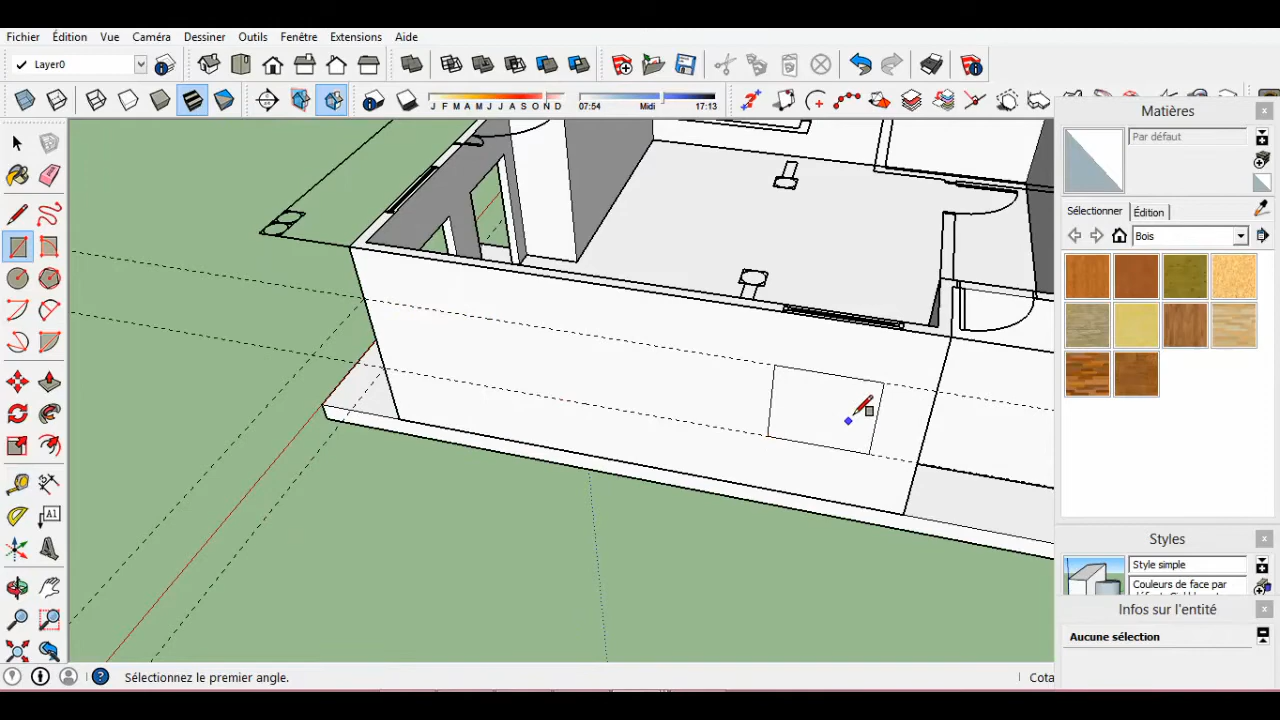 Fichier Édition Vue Caméra Dessiner Outils Fenêtre Extensions Aide
Layer0
J F M A M J J A S O N D 07:54 Midi 17:13
Matières
Par défaut
Sélectionner Édition
Bois
A1
Styles
Style simple
Couleurs de face par
Infos sur l'entité
Aucune sélection
Sélectionnez le premier angle.
Cota